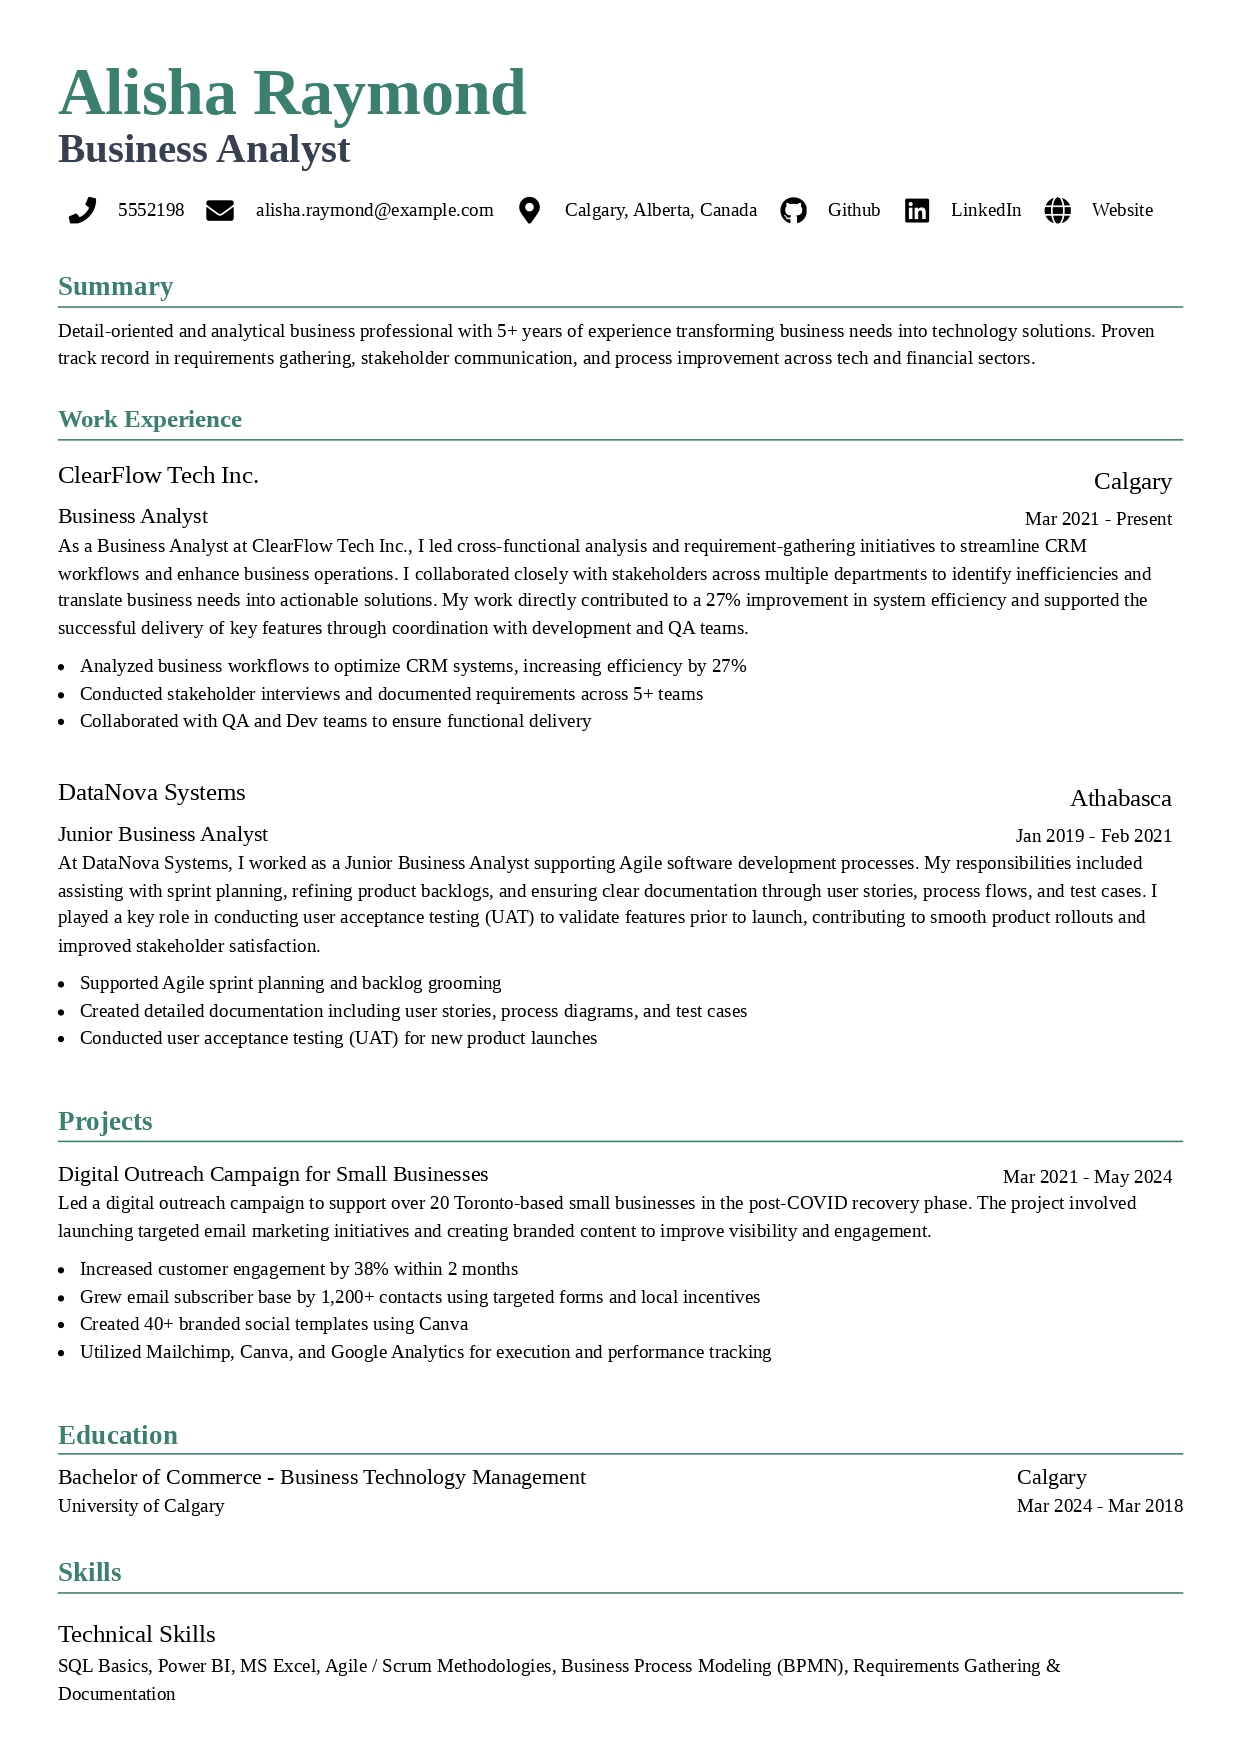 Alisha Raymond
Business Analyst
5552198 alisha.raymond@example.com Calgary, Alberta, Canada Github LinkedIn Website
Summary
Detail-oriented and analytical business professional with 5+ years of experience transforming business needs into technology solutions. Proven
track record in requirements gathering, stakeholder communication, and process improvement across tech and financial sectors.
Work Experience
ClearFlow Tech Inc. Calgary
Business Analyst Mar 2021 - Present
As a Business Analyst at ClearFlow Tech Inc., I led cross-functional analysis and requirement-gathering initiatives to streamline CRM
workflows and enhance business operations. I collaborated closely with stakeholders across multiple departments to identify inefficiencies and
translate business needs into actionable solutions. My work directly contributed to a 27% improvement in system efficiency and supported the
successful delivery of key features through coordination with development and QA teams.
• Analyzed business workflows to optimize CRM systems, increasing efficiency by 27%
• Conducted stakeholder interviews and documented requirements across 5+ teams
• Collaborated with QA and Dev teams to ensure functional delivery
DataNova Systems Athabasca
Junior Business Analyst Jan 2019 - Feb 2021
At DataNova Systems, I worked as a Junior Business Analyst supporting Agile software development processes. My responsibilities included
assisting with sprint planning, refining product backlogs, and ensuring clear documentation through user stories, process flows, and test cases. I
played a key role in conducting user acceptance testing (UAT) to validate features prior to launch, contributing to smooth product rollouts and
improved stakeholder satisfaction.
• Supported Agile sprint planning and backlog grooming
• Created detailed documentation including user stories, process diagrams, and test cases
• Conducted user acceptance testing (UAT) for new product launches
Projects
Digital Outreach Campaign for Small Businesses Mar 2021 - May 2024
Led a digital outreach campaign to support over 20 Toronto-based small businesses in the post-COVID recovery phase. The project involved
launching targeted email marketing initiatives and creating branded content to improve visibility and engagement.
• Increased customer engagement by 38% within 2 months
• Grew email subscriber base by 1,200+ contacts using targeted forms and local incentives
• Created 40+ branded social templates using Canva
• Utilized Mailchimp, Canva, and Google Analytics for execution and performance tracking
Education
Bachelor of Commerce - Business Technology Management Calgary
University of Calgary Mar 2024 - Mar 2018
Skills
Technical Skills
SQL Basics, Power BI, MS Excel, Agile / Scrum Methodologies, Business Process Modeling (BPMN), Requirements Gathering &
Documentation